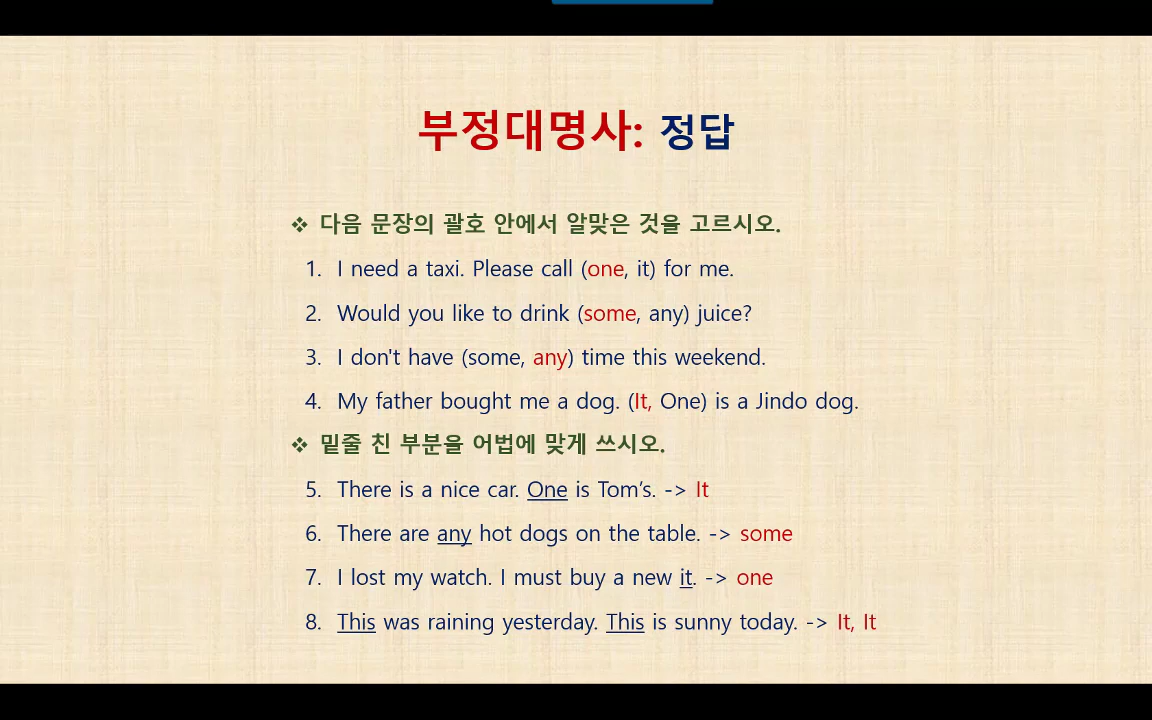 부정대명사: 정답
❖ 다음 문장의 괄호 안에서 알맞은 것을 고르시오.
1. I need a taxi. Please call (one, it) for me.
2. Would you like to drink (some, any) juice?
3. I don't have (some, any) time this weekend.
4. My father bought me a dog. (It, One) is a Jindo dog.
❖ 밑줄 친 부분을 어법에 맞게 쓰시오.
5. There is a nice car. One is Tom’s. -> It
6. There are any hot dogs on the table. -> some
7. I lost my watch. I must buy a new it. -> one
8. This was raining yesterday. This is sunny today. -> It, It